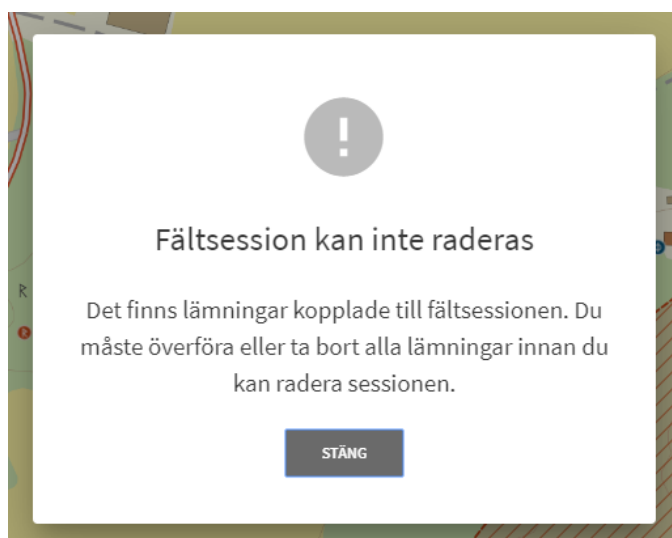 !
Fältsession kan inte raderas
Det finns lämningar kopplade till fältsessionen. Du
måste överföra eller ta bort alla lämningar innan du
kan radera sessionen.
R
R
STÄNG